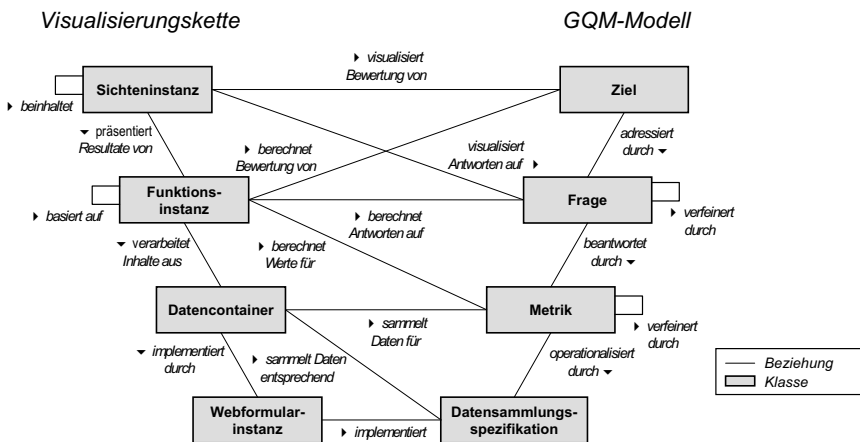 Visualisierungskette
GQM-Modell
visualisiert
Bewertung von
Sichteninstanz
Ziel
beinhaltet
präsentiert
Resultate von
berechnet
Bewertung von
visualisiert
Antworten auf
adressiert
durch
Funktions-
instanz
Frage
basiert auf
berechnet
Antworten auf
verfeinert
durch
verarbeitet
Inhalte aus
berechnet
Werte für
beantwortet
durch
Datencontainer
Metrik
sammelt
Daten für
verfeinert
durch
implementiert
durch
sammelt Daten
entsprechend
operationalisiert
durch
Beziehung
Klasse
Webformular-
instanz
implementiert
Datensammlungs-
spezifikation